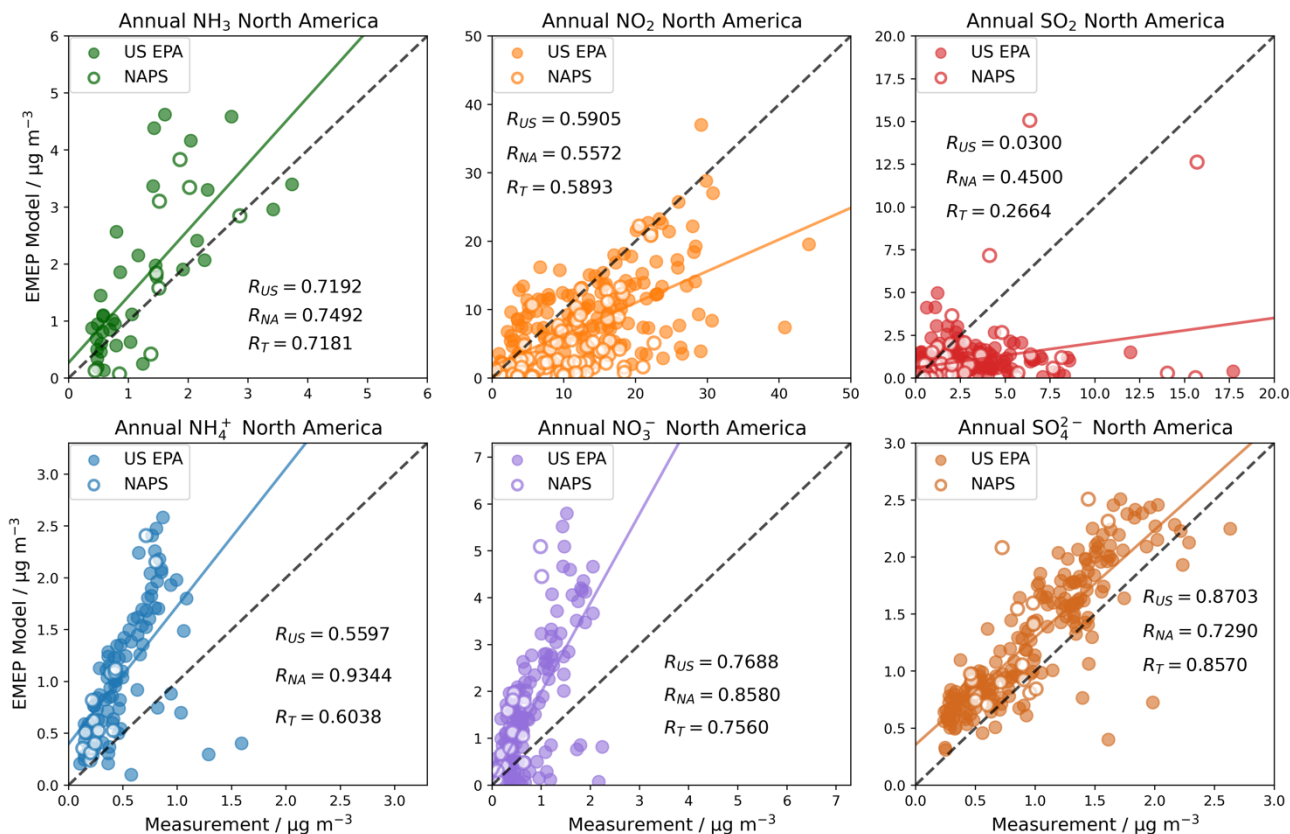 Annual NH₃ North America
US EPA
NAPS
R_US = 0.7192
R_NA = 0.7492
R_T = 0.7181
EMEP Model / μg m⁻³
0 1 2 3 4 5 6
0 1 2 3 4 5 6
Annual NO₂ North America
US EPA
NAPS
R_US = 0.5905
R_NA = 0.5572
R_T = 0.5893
0 10 20 30 40 50
0 10 20 30 40 50
Annual SO₂ North America
US EPA
NAPS
R_US = 0.0300
R_NA = 0.4500
R_T = 0.2664
0.0 2.5 5.0 7.5 10.0 12.5 15.0 17.5 20.0
0.0 2.5 5.0 7.5 10.0 12.5 15.0 17.5 20.0
Annual NH₄⁺ North America
US EPA
NAPS
R_US = 0.5597
R_NA = 0.9344
R_T = 0.6038
EMEP Model / μg m⁻³
0.0 0.5 1.0 1.5 2.0 2.5 3.0
0.0 0.5 1.0 1.5 2.0 2.5 3.0
Measurement / μg m⁻³
Annual NO₃⁻ North America
US EPA
NAPS
R_US = 0.7688
R_NA = 0.8580
R_T = 0.7560
0 1 2 3 4 5 6 7
0 1 2 3 4 5 6 7
Measurement / μg m⁻³
Annual SO₄²⁻ North America
US EPA
NAPS
R_US = 0.8703
R_NA = 0.7290
R_T = 0.8570
0.0 0.5 1.0 1.5 2.0 2.5 3.0
0.0 0.5 1.0 1.5 2.0 2.5 3.0
Measurement / μg m⁻³